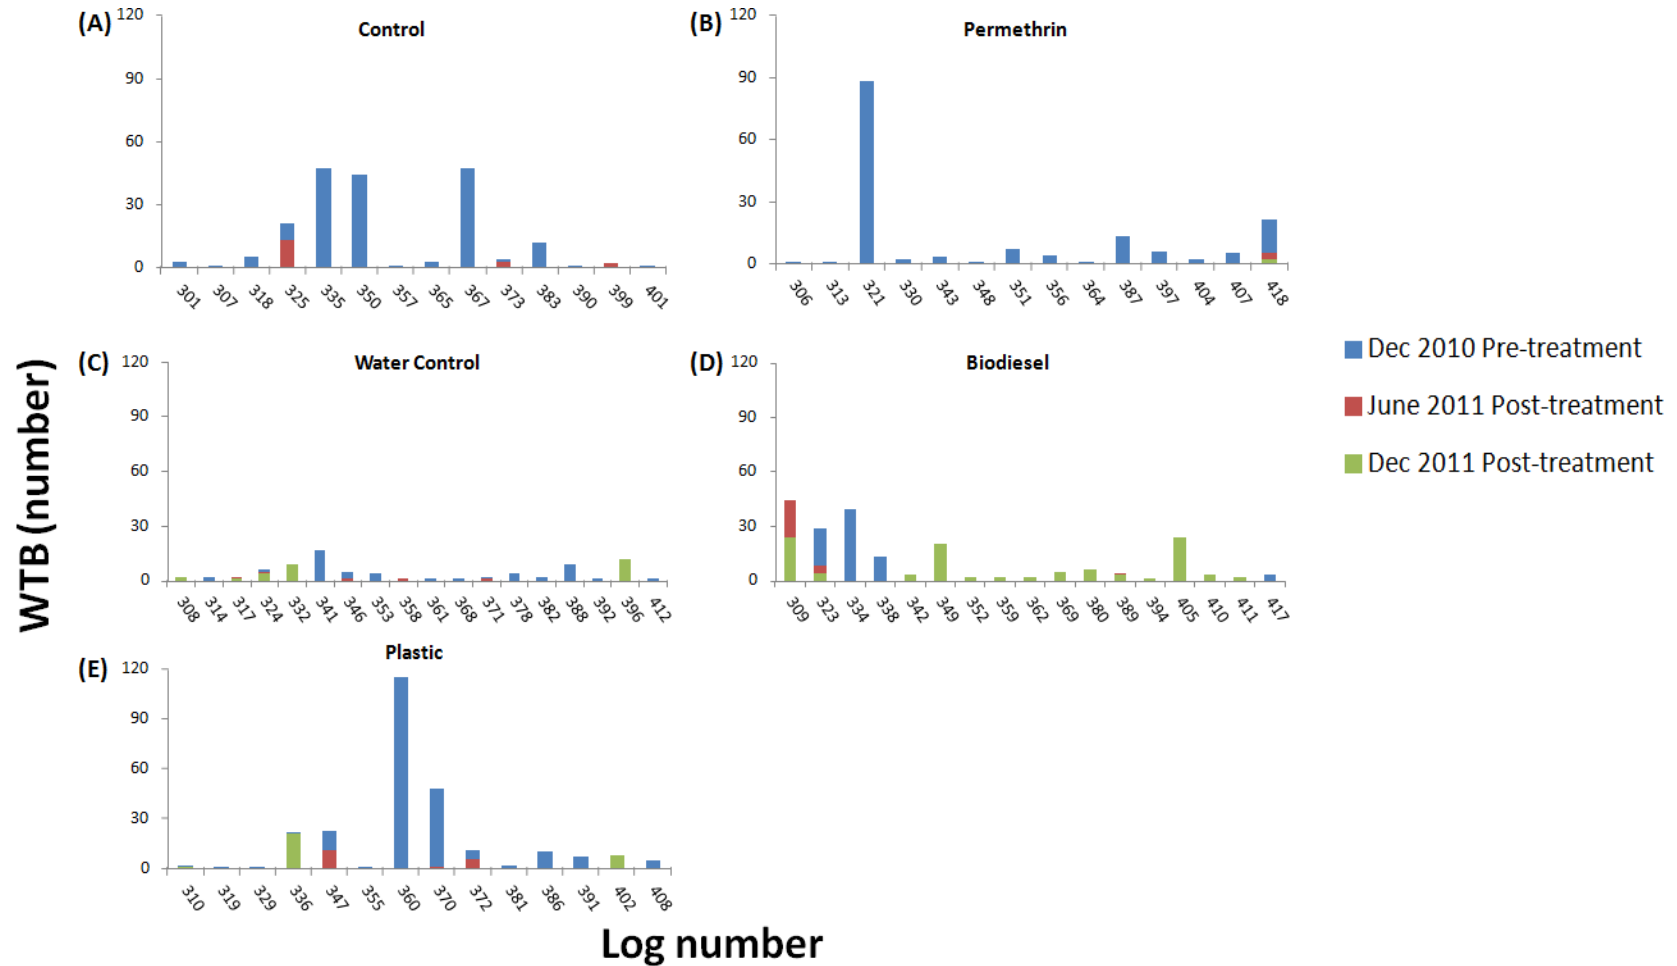 (A)
Control
120
90
60
30
0
301 307 318 325 335 350 357 365 367 373 383 390 399 401
(B)
Permethrin
120
90
60
30
0
306 313 321 330 343 348 351 356 364 387 397 404 407 418
(C)
Water Control
120
90
60
30
0
308 314 317 324 332 341 346 353 358 361 368 371 378 382 388 392 396 412
(D)
Biodiesel
120
90
60
30
0
309 323 334 338 342 349 352 359 362 369 380 389 394 405 410 411 417
Dec 2010 Pre-treatment
June 2011 Post-treatment
Dec 2011 Post-treatment
(E)
Plastic
120
90
60
30
0
310 319 329 336 347 355 360 370 372 381 386 391 402 408
WTB (number)
Log number